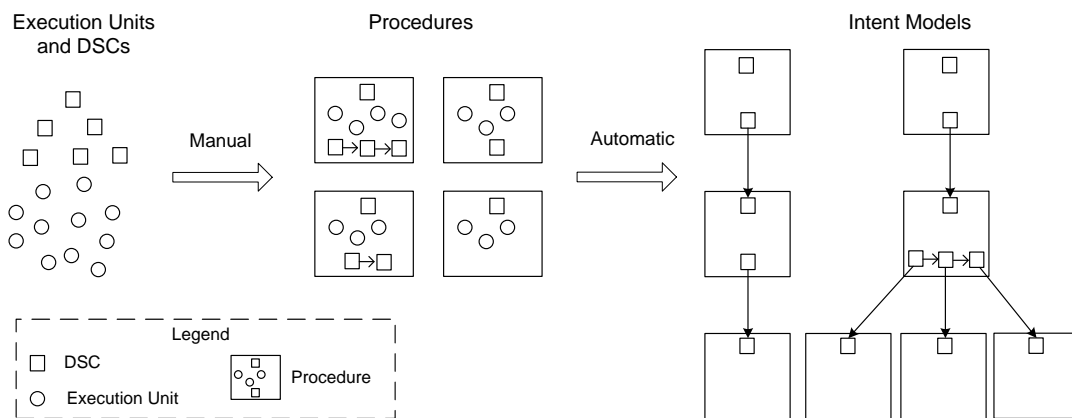 Execution Units
and DSCs
Procedures
Intent Models
Manual
Automatic
Legend
DSC
Execution Unit
Procedure